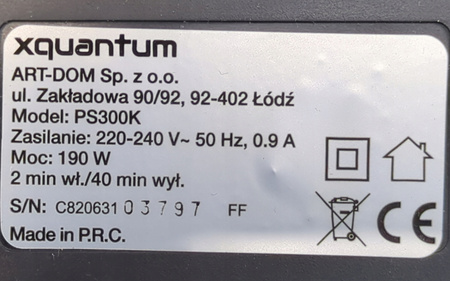 xquantum
ART-DOM Sp. z o.o.
ul. Zakładowa 90/92, 92-402 Łódź
Model: PS300K
Zasilanie: 220-240 V~ 50 Hz, 0.9 A
Moc: 190 W
2 min wł./40 min wył.
S/N: C820631 03797 FF
Made in P.R.C.
CE